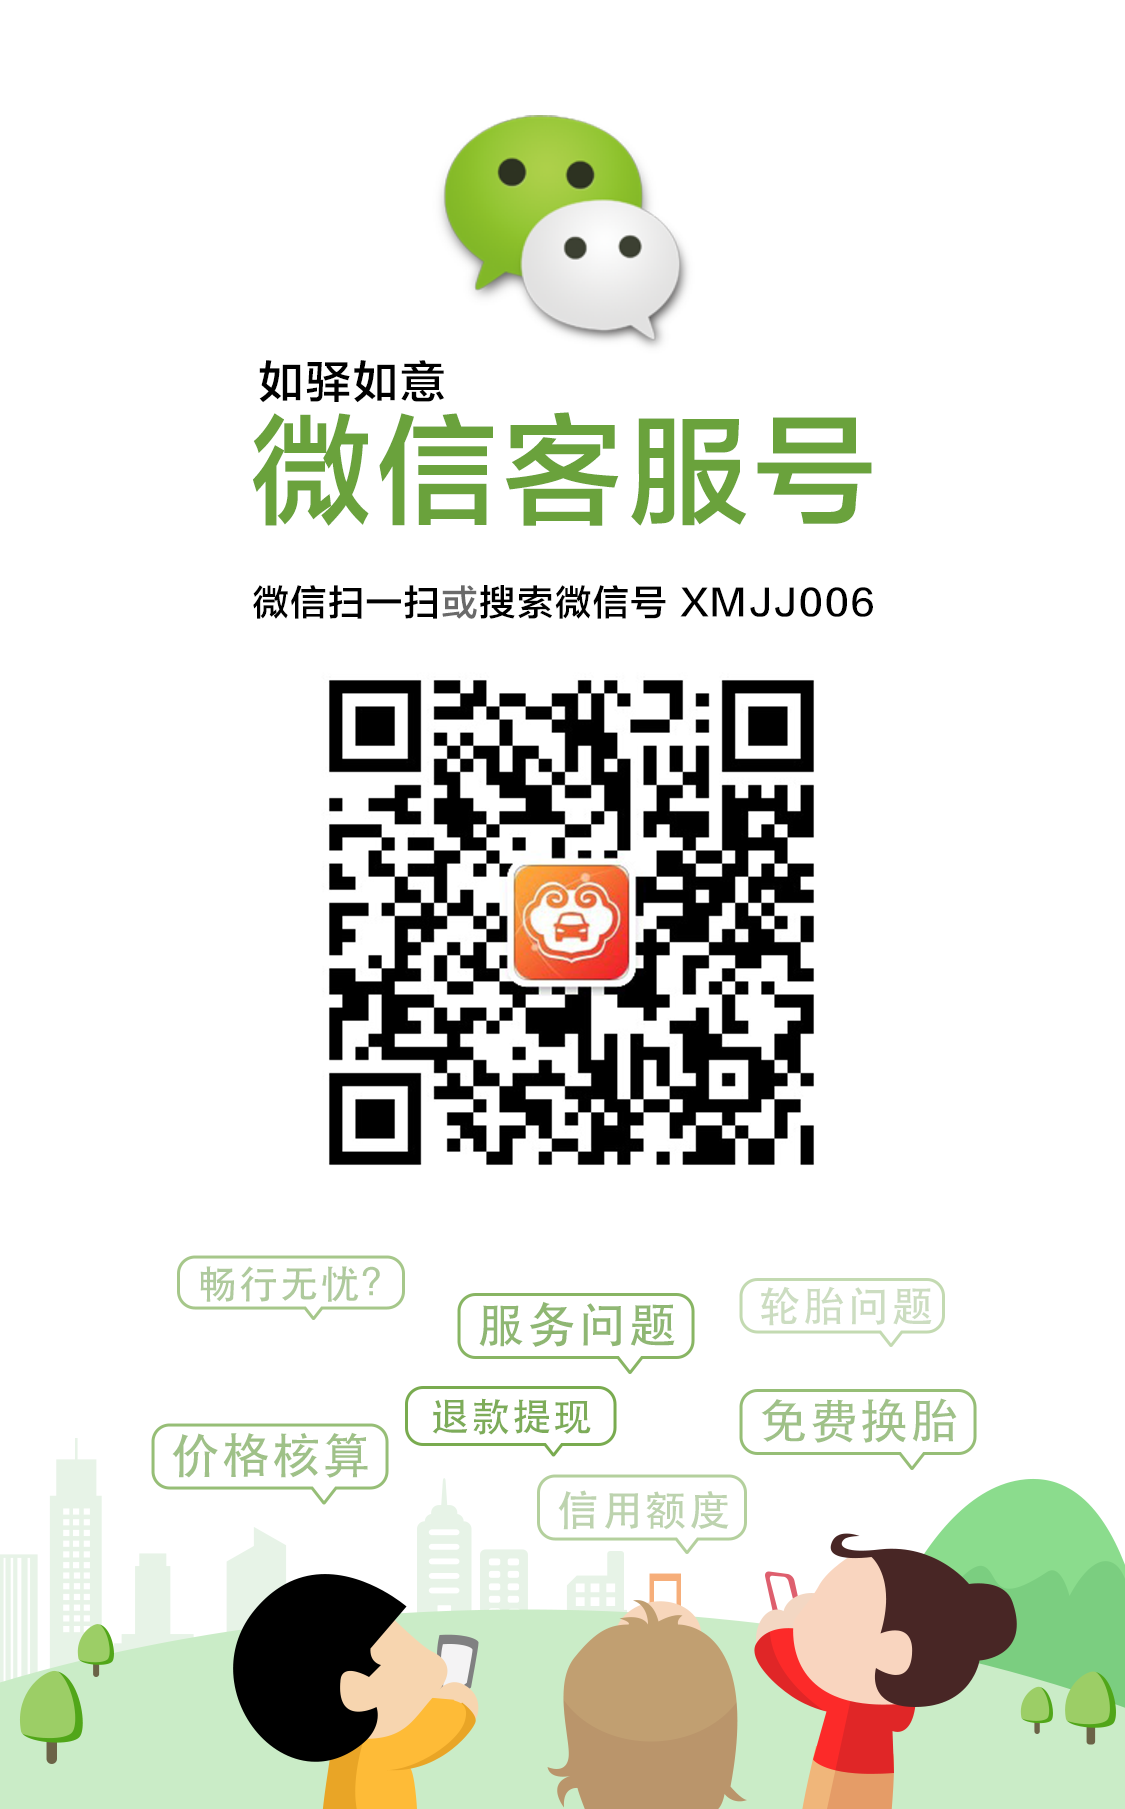 如驿如意
微信客服号
微信扫一扫或搜索微信号 XMJJ006
畅行无忧?
服务问题
轮胎问题
退款提现
免费换胎
价格核算
信用额度